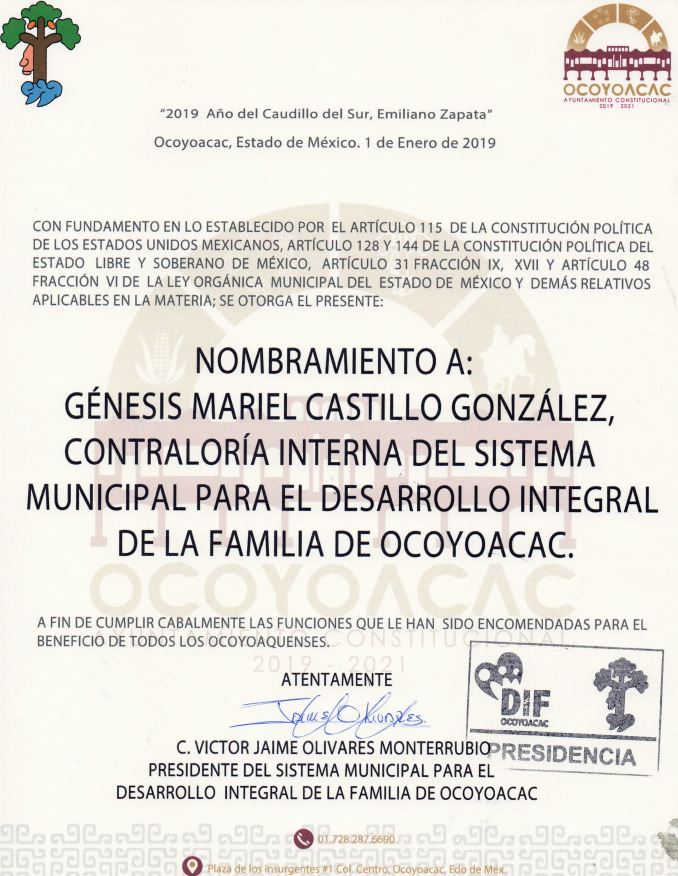 OCOYOACAC
AYUNTAMIENTO CONSTITUCIONAL
2019 2021
“2019 Año del Caudillo del Sur, Emiliano Zapata”
Ocoyoacac, Estado de México. 1 de Enero de 2019
CON FUNDAMENTO EN LO ESTABLECIDO POR EL ARTÍCULO 115 DE LA CONSTITUCIÓN POLÍTICA
DE LOS ESTADOS UNIDOS MEXICANOS, ARTÍCULO 128 Y 144 DE LA CONSTITUCIÓN POLÍTICA DEL
ESTADO LIBRE Y SOBERANO DE MÉXICO, ARTÍCULO 31 FRACCIÓN IX, XVII Y ARTÍCULO 48
FRACCIÓN VI DE LA LEY ORGÁNICA MUNICIPAL DEL ESTADO DE MÉXICO Y DEMÁS RELATIVOS
APLICABLES EN LA MATERIA; SE OTORGA EL PRESENTE:
NOMBRAMIENTO A:
GÉNESIS MARIEL CASTILLO GONZÁLEZ,
CONTRALORÍA INTERNA DEL SISTEMA
MUNICIPAL PARA EL DESARROLLO INTEGRAL
DE LA FAMILIA DE OCOYOACAC.
OCOYOACAC
A FIN DE CUMPLIR CABALMENTE LAS FUNCIONES QUE LE HAN SIDO ENCOMENDADAS PARA EL
BENEFICIO DE TODOS LOS OCOYOAQUENSES.
AYUNTAMIENTO CONSTITUCIONAL
2019 - 2021
ATENTAMENTE
DIF
OCOYOACAC
PRESIDENCIA
C. VICTOR JAIME OLIVARES MONTERRUBIO
PRESIDENTE DEL SISTEMA MUNICIPAL PARA EL
DESARROLLO INTEGRAL DE LA FAMILIA DE OCOYOACAC
01.728.287.6690
Plaza de los insurgentes #1 Col. Centro, Ocoyoacac, Edo de Méx.